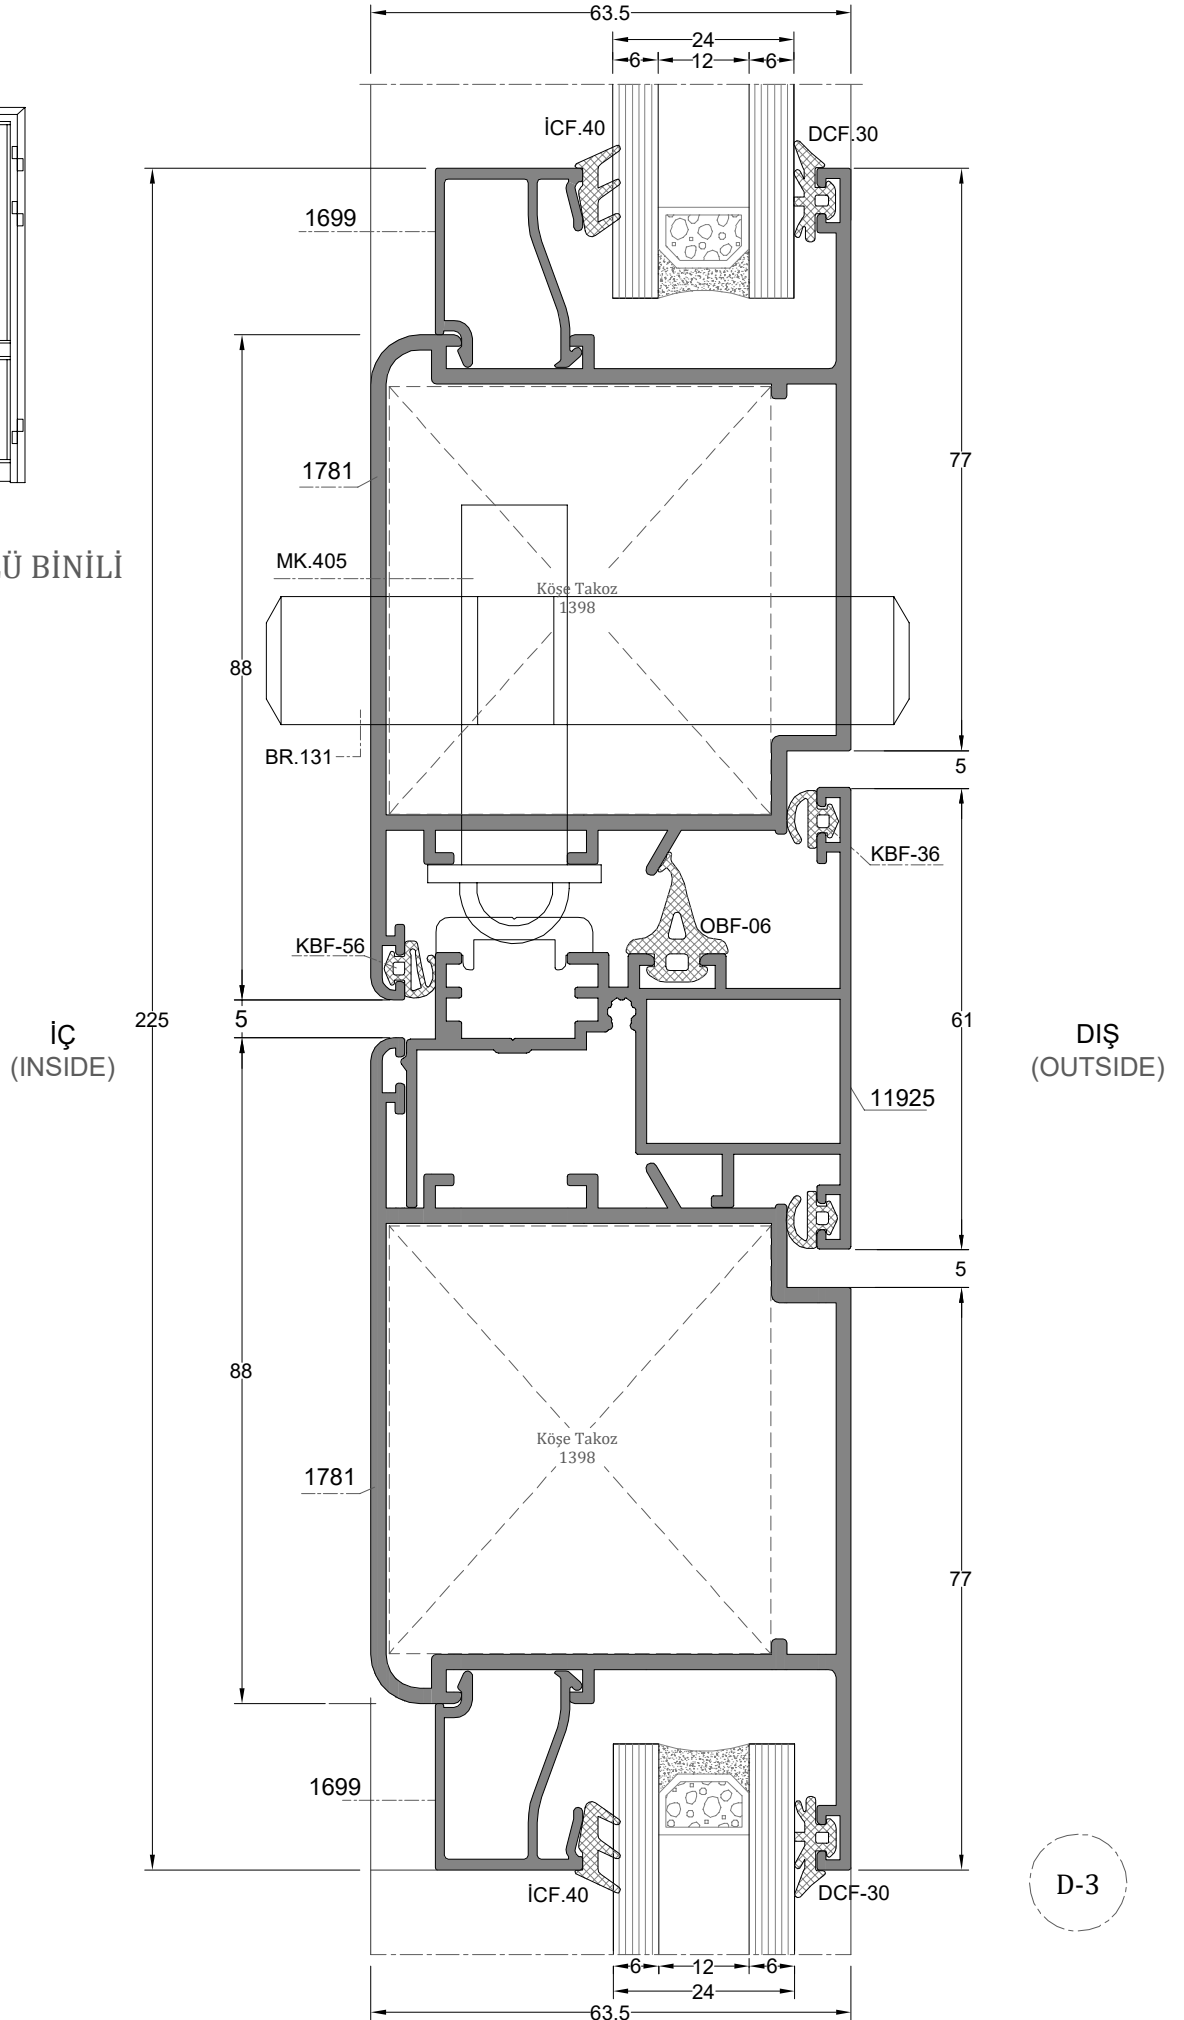 63.5
24
6 12 6
İCF.40
DCF.30
1699
1781
77
MK.405
Köşe Takoz
1398
BİNİLİ
88
BR.131
5
KBF-36
OBF-06
KBF-56
İÇ
(INSIDE)
225
5
61
DIŞ
(OUTSIDE)
11925
5
88
Köşe Takoz
1398
1781
77
1699
İCF.40
DCF-30
D-3
6 12 6
24
63.5